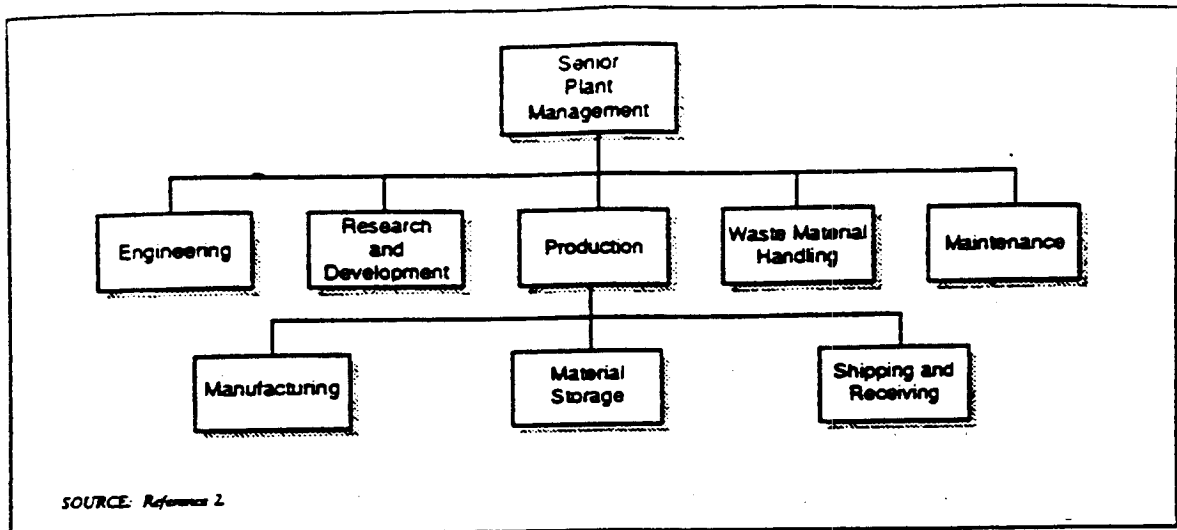 Senior
Plant
Management
Engineering
Research
and
Development
Production
Waste Material
Handling
Maintenance
Manufacturing
Material
Storage
Shipping and
Receiving
SOURCE: Reference 2